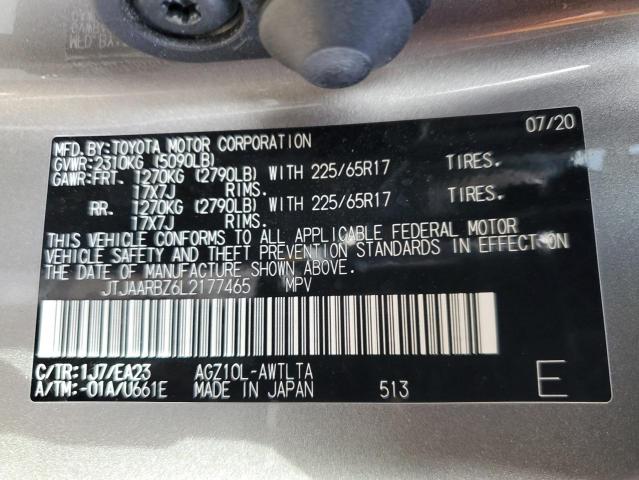 MFD.BY:TOYOTA MOTOR CORPORATION 07/20
GVWR:2310KG (5090LB)
GAWR:FRT. 1270KG (2790LB) WITH 225/65R17 TIRES.
17X7J RIMS.
RR. 1270KG (2790LB) WITH 225/65R17 TIRES.
17X7J RIMS.
THIS VEHICLE CONFORMS TO ALL APPLICABLE FEDERAL MOTOR
VEHICLE SAFETY AND THEFT PREVENTION STANDARDS IN EFFECT ON
THE DATE OF MANUFACTURE SHOWN ABOVE.
JTJAARBZ6L2177465 MPV
C/TR:1J7/EA23 AGZ10L-AWTLTA
A/TM:-01A/U661E MADE IN JAPAN 513 E